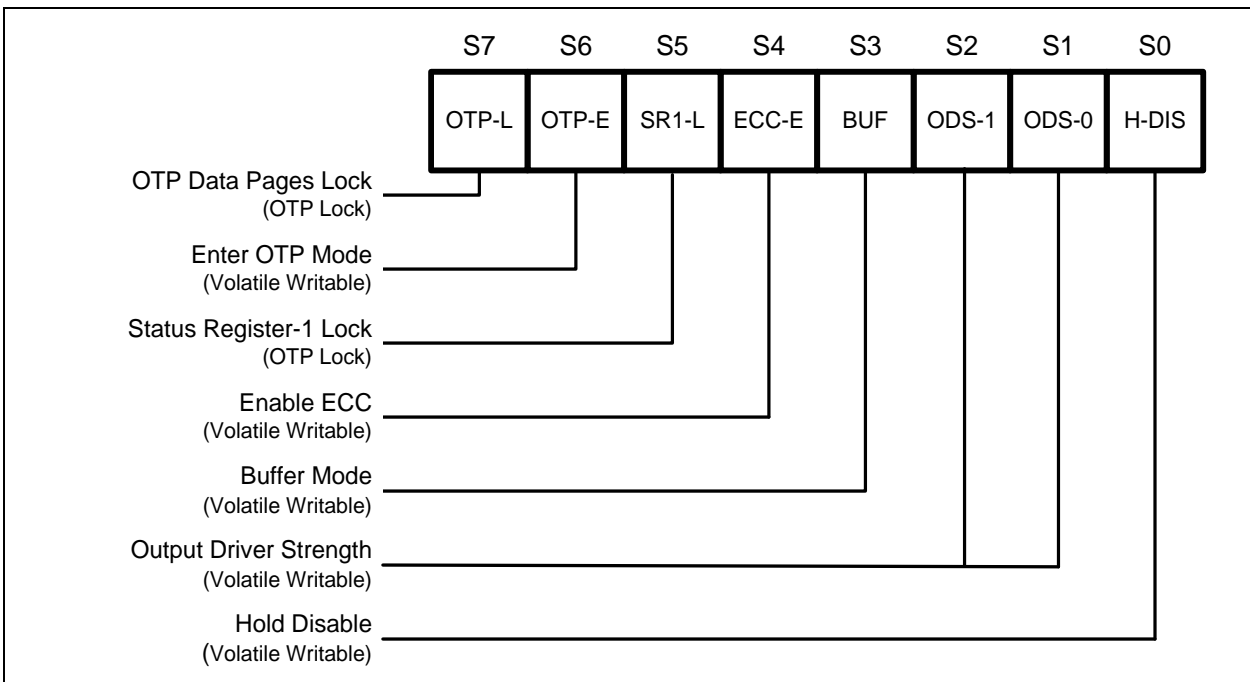 S7 S6 S5 S4 S3 S2 S1 S0
OTP-L OTP-E SR1-L ECC-E BUF ODS-1 ODS-0 H-DIS
OTP Data Pages Lock
(OTP Lock)
Enter OTP Mode
(Volatile Writable)
Status Register-1 Lock
(OTP Lock)
Enable ECC
(Volatile Writable)
Buffer Mode
(Volatile Writable)
Output Driver Strength
(Volatile Writable)
Hold Disable
(Volatile Writable)